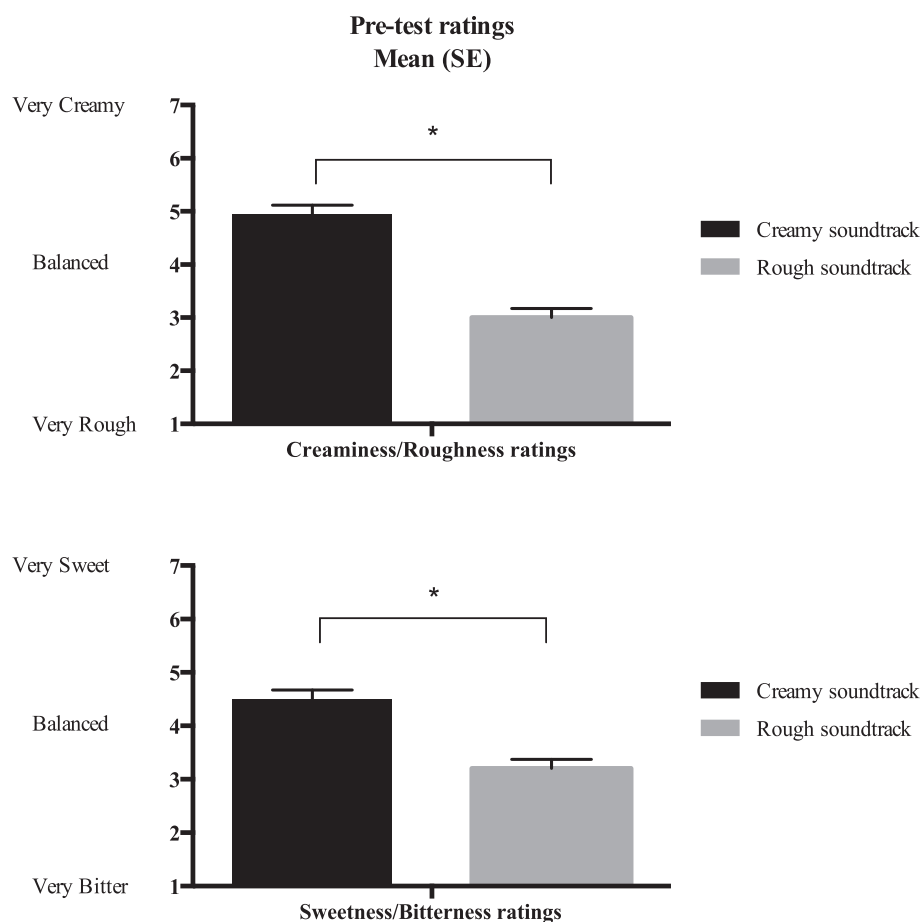 Pre-test ratings
Mean (SE)
Very Creamy
7
*
6
5
Creamy soundtrack
Balanced
4
Rough soundtrack
3
2
Very Rough
1
Creaminess/Roughness ratings
Very Sweet
7
*
6
5
Creamy soundtrack
Balanced
4
Rough soundtrack
3
2
Very Bitter
1
Sweetness/Bitterness ratings